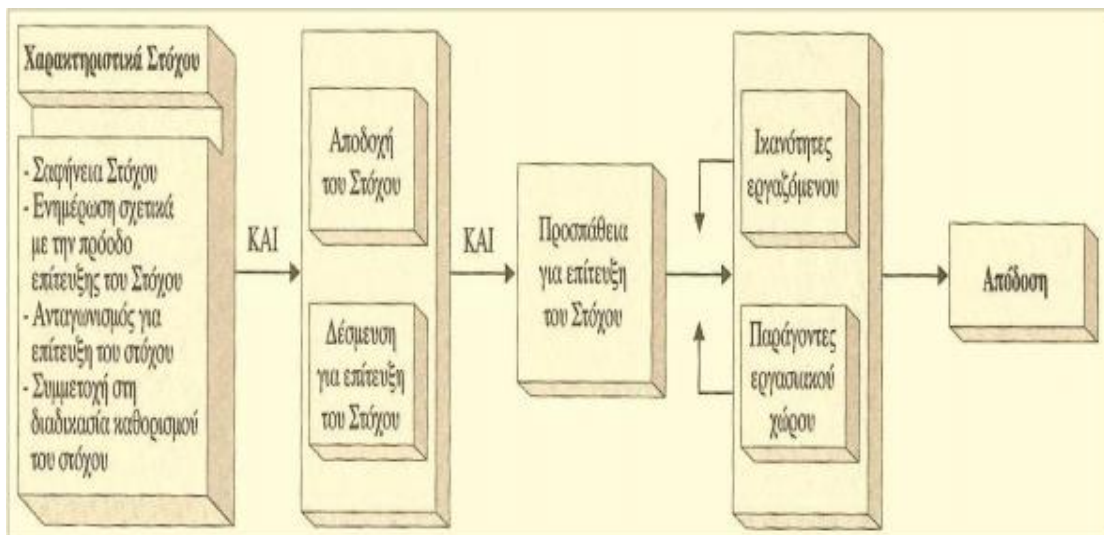 Χαρακτηριστικά Στόχου
- Σαφήνεια Στόχου
- Ενημέρωση σχετικά
με την πρόοδο
επίτευξης του Στόχου
- Ανταγωνισμός για
επίτευξη του στόχου
- Συμμετοχή στη
διαδικασία καθορισμού
του στόχου
ΚΑΙ
Αποδοχή
του Στόχου
Δέσμευση
για επίτευξη
του Στόχου
ΚΑΙ
Προσπάθεια
για επίτευξη
του Στόχου
Ικανότητες
εργαζόμενου
Παράγοντες
εργασιακού
χώρου
Απόδοση